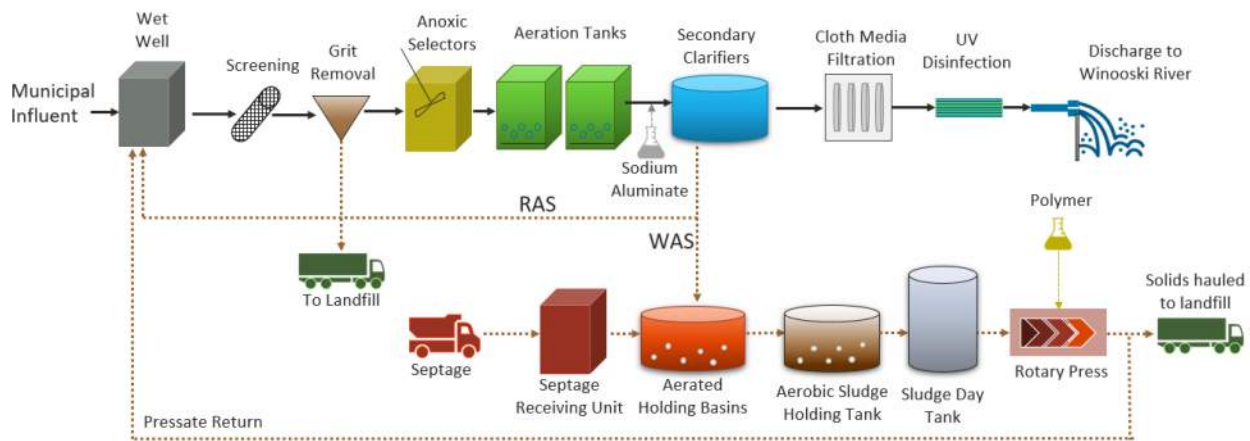 Wet
Well
Municipal
Influent
Screening
Grit
Removal
Anoxic
Selectors
Aeration Tanks
Secondary
Clarifiers
Cloth Media
Filtration
UV
Disinfection
Discharge to
Winooski River
Sodium
Aluminate
RAS
WAS
To Landfill
Polymer
Solids hauled
to landfill
Septage
Septage
Receiving Unit
Aerated
Holding Basins
Aerobic Sludge
Holding Tank
Sludge Day
Tank
Rotary Press
Pressate Return